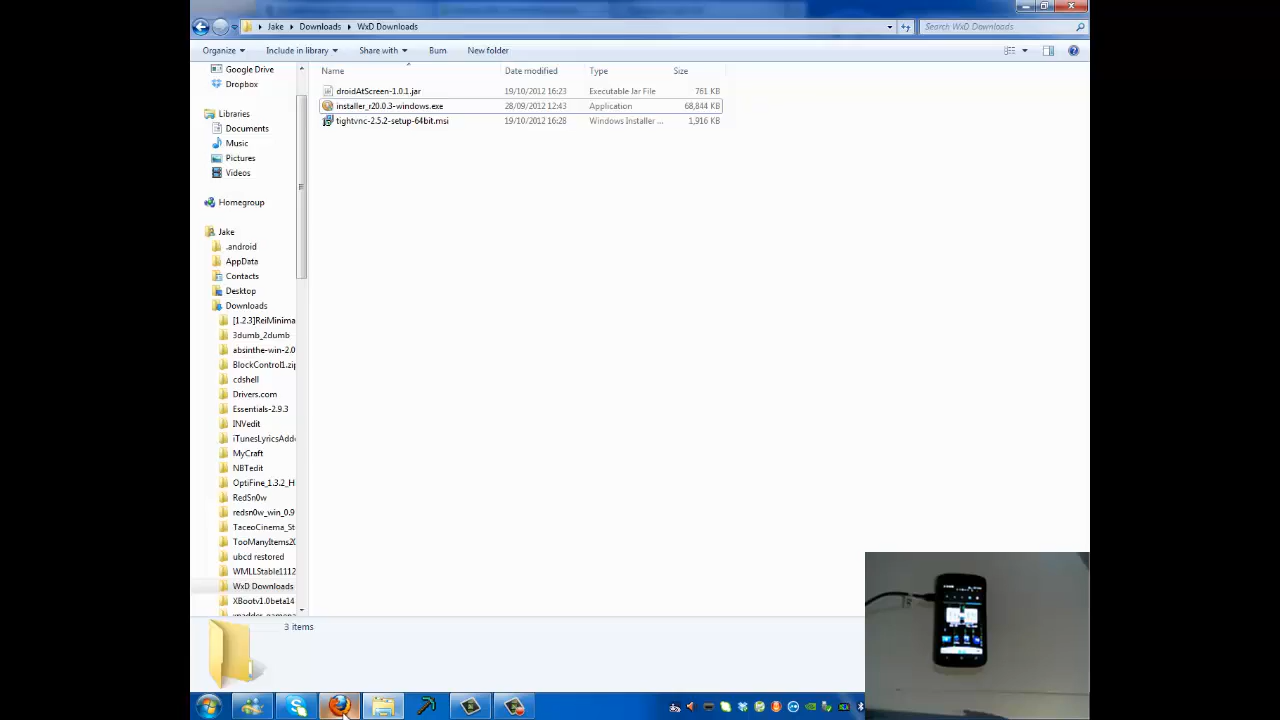 Jake ▸ Downloads ▸ WxD Downloads
Search WxD Downloads
Organize
Include in library
Share with
Burn
New folder
Name
Date modified
Type
Size
droidAtScreen-1.0.1.jar 19/10/2012 16:23 Executable Jar File 761 KB
installer_r20.0.3-windows.exe 28/09/2012 12:43 Application 68,844 KB
tightvnc-2.5.2-setup-64bit.msi 19/10/2012 16:28 Windows Installer ... 1,916 KB
Google Drive
Dropbox
Libraries
Documents
Music
Pictures
Videos
Homegroup
Jake
.android
AppData
Contacts
Desktop
Downloads
[1.2.3]ReiMinima
3dumb_2dumb
absinthe-win-2.0
BlockControl1.zip
cdshell
Drivers.com
Essentials-2.9.3
INVedit
iTunesLyricsAdde
MyCraft
NBTedit
OptiFine_1.3.2_H
RedSn0w
redsn0w_win_0.9
TaceoCinema_St
TooManyItems20
ubcd restored
WMLLStable1112
WxD Downloads
XBootv1.0beta14
3 items